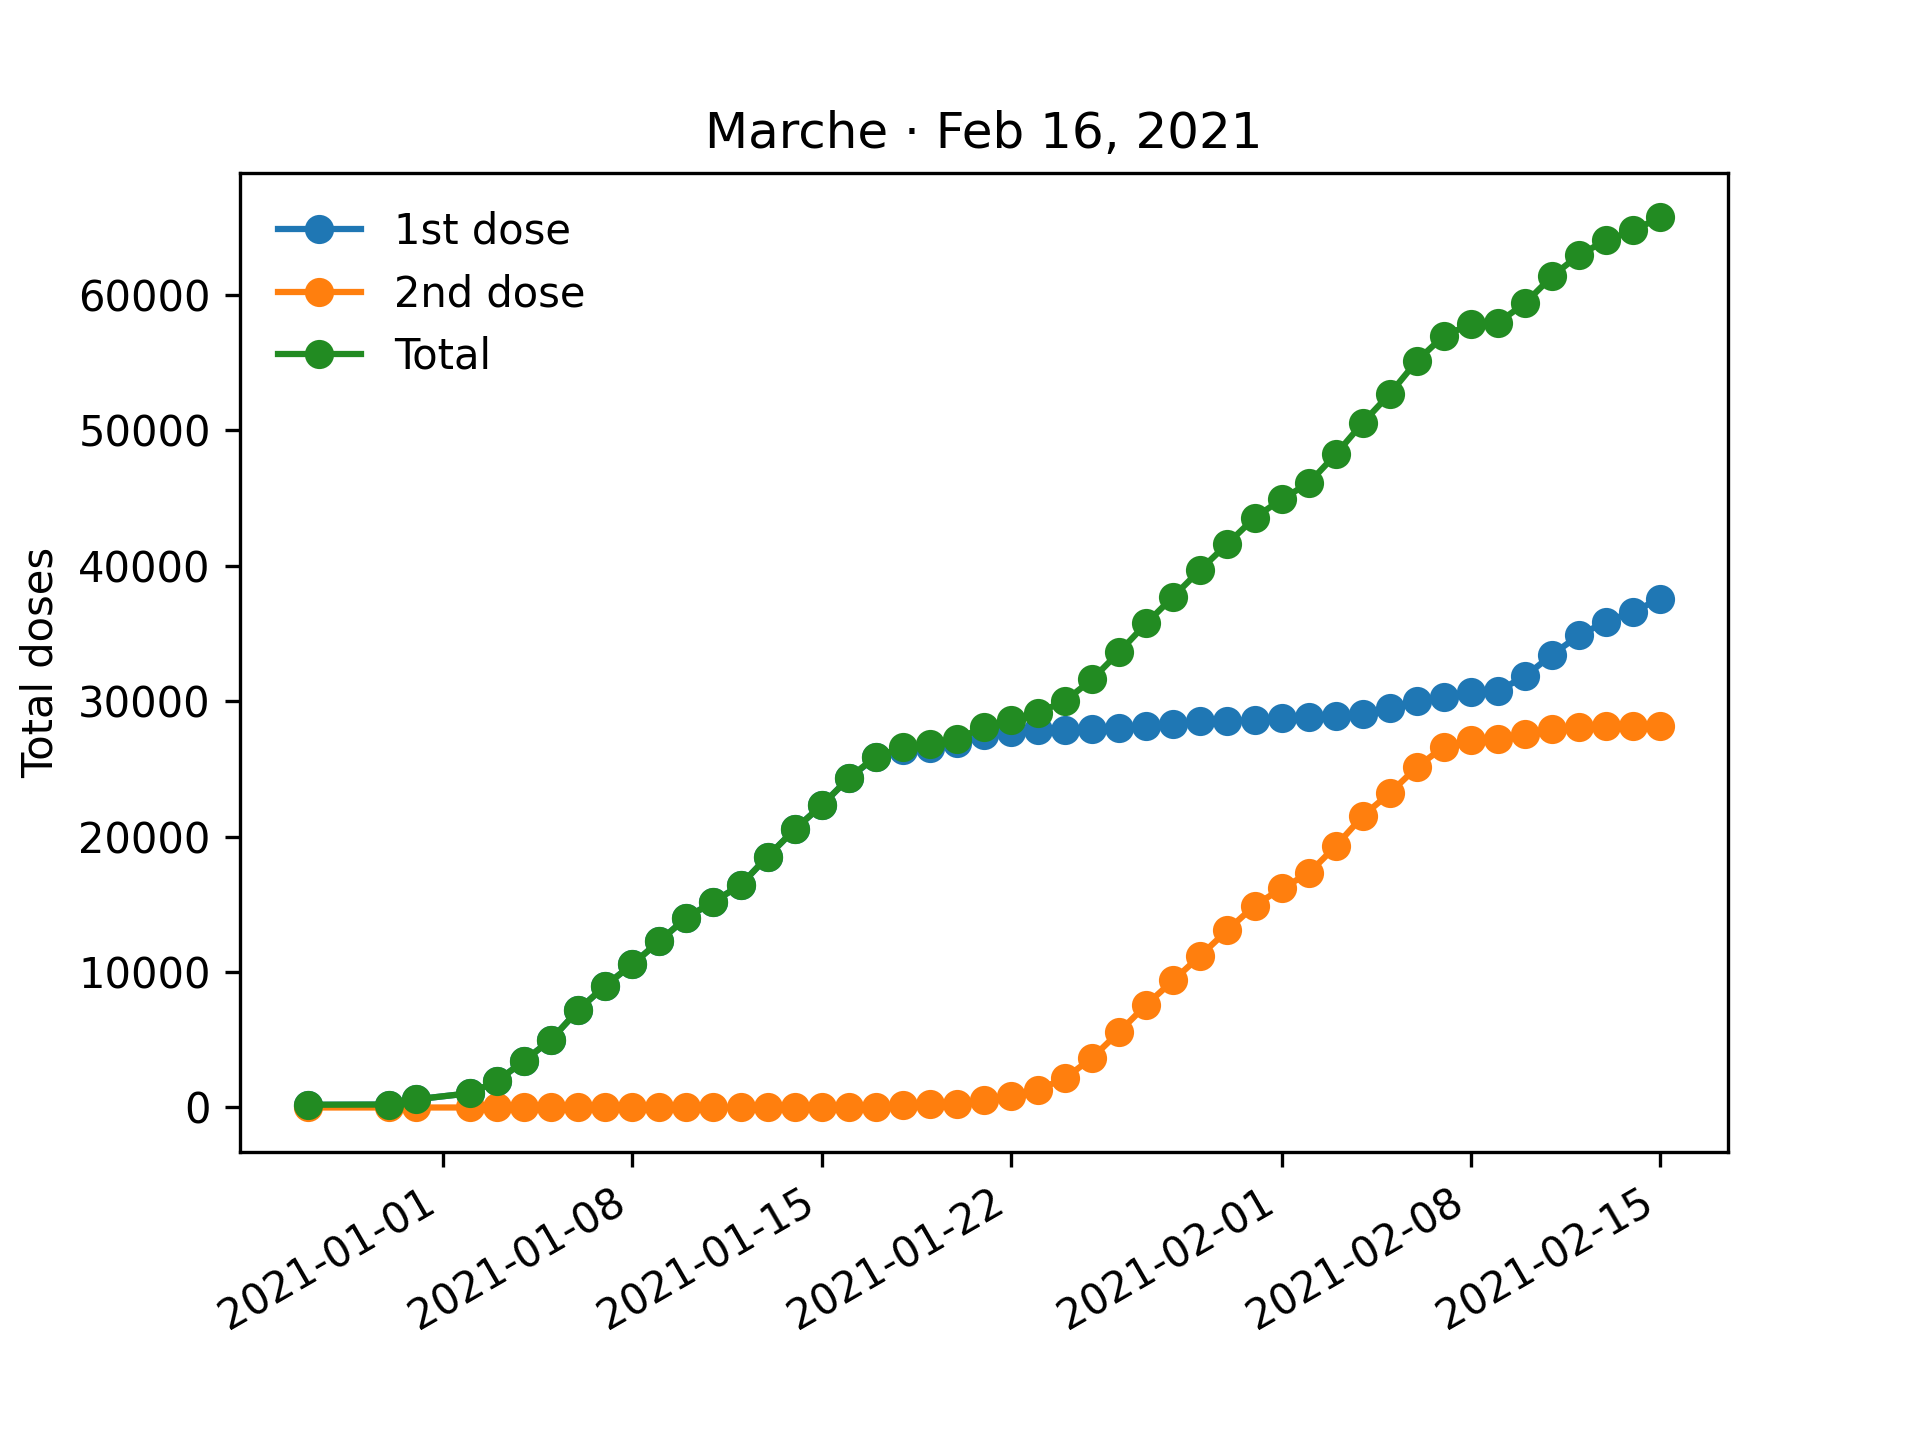 Marche · Feb 16, 2021
1st dose
2nd dose
Total
Total doses
60000
50000
40000
30000
20000
10000
0
2021-01-01
2021-01-08
2021-01-15
2021-01-22
2021-02-01
2021-02-08
2021-02-15